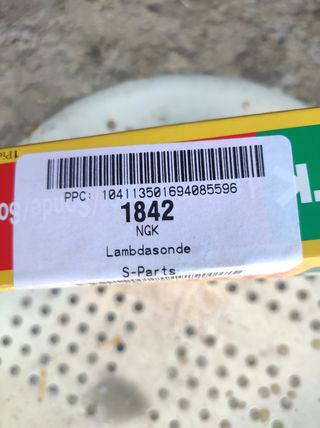 PPC: 104113501694085596
1842
NGK
Lambdasonde
S-Parts